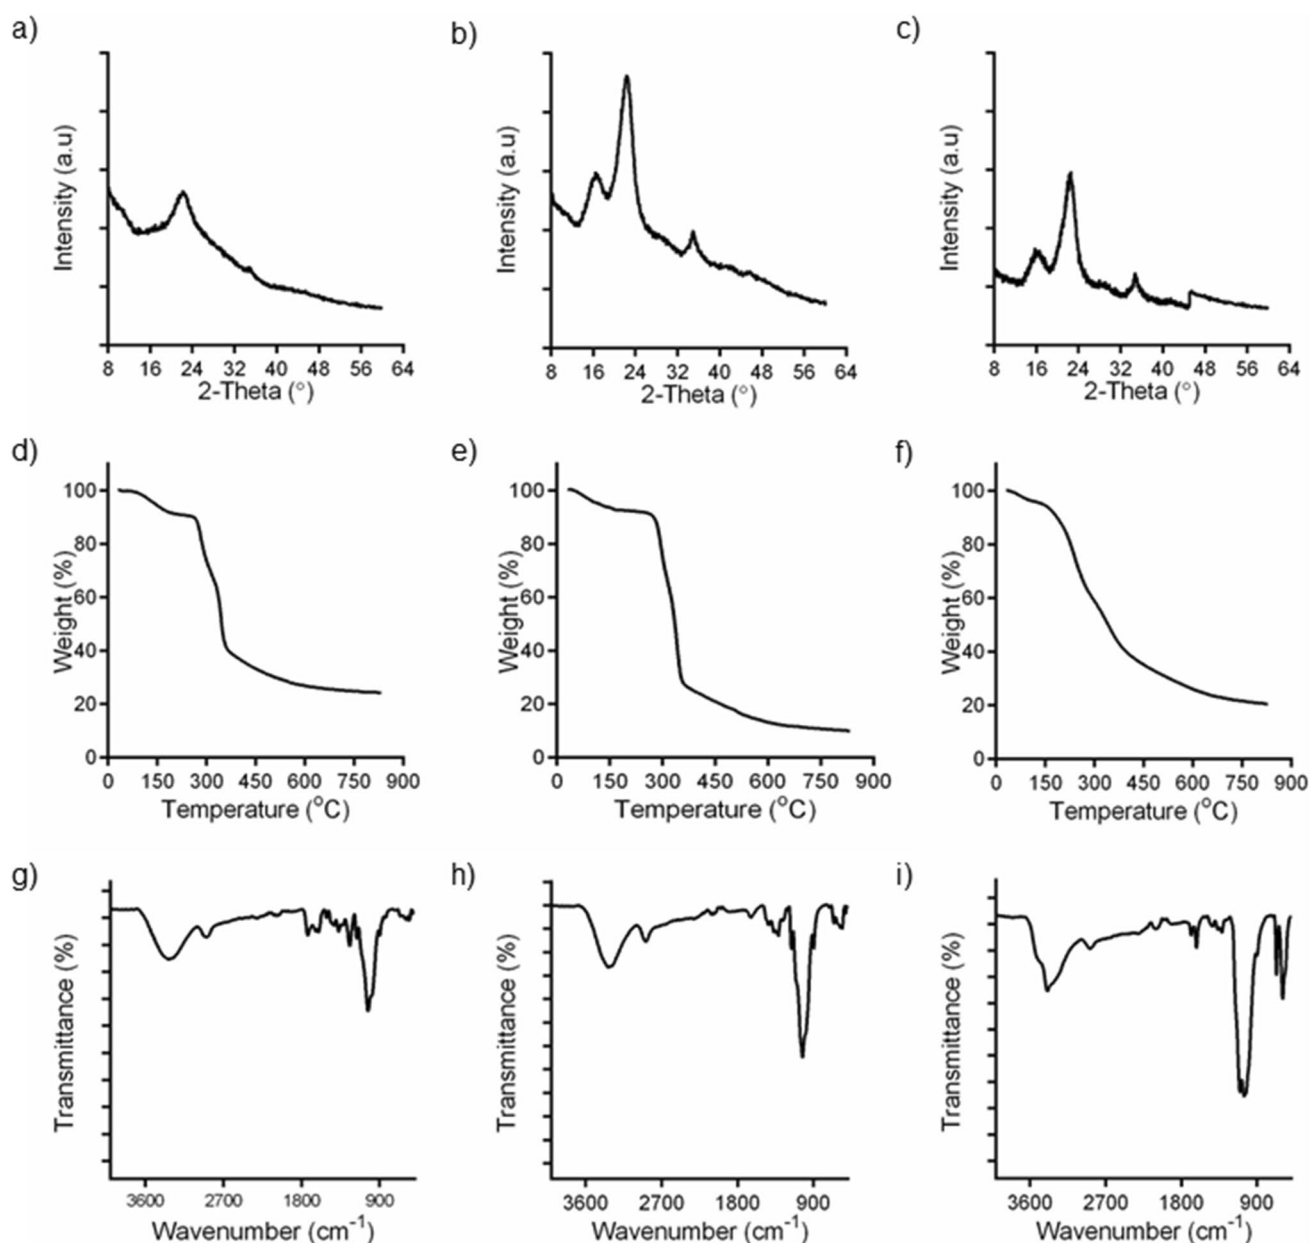 a) b) c)
Intensity (a.u) Intensity (a.u) Intensity (a.u)
8 16 24 32 40 48 56 64 8 16 24 32 40 48 56 64 8 16 24 32 40 48 56 64
2-Theta (°) 2-Theta (°) 2-Theta (°)
d) e) f)
Weight (%) Weight (%) Weight (%)
100 100 100
80 80 80
60 60 60
40 40 40
20 20 20
0 0 0
0 150 300 450 600 750 900 0 150 300 450 600 750 900 0 150 300 450 600 750 900
Temperature (°C) Temperature (°C) Temperature (°C)
g) h) i)
Transmittance (%) Transmittance (%) Transmittance (%)
3600 2700 1800 900 3600 2700 1800 900 3600 2700 1800 900
Wavenumber (cm⁻¹) Wavenumber (cm⁻¹) Wavenumber (cm⁻¹)